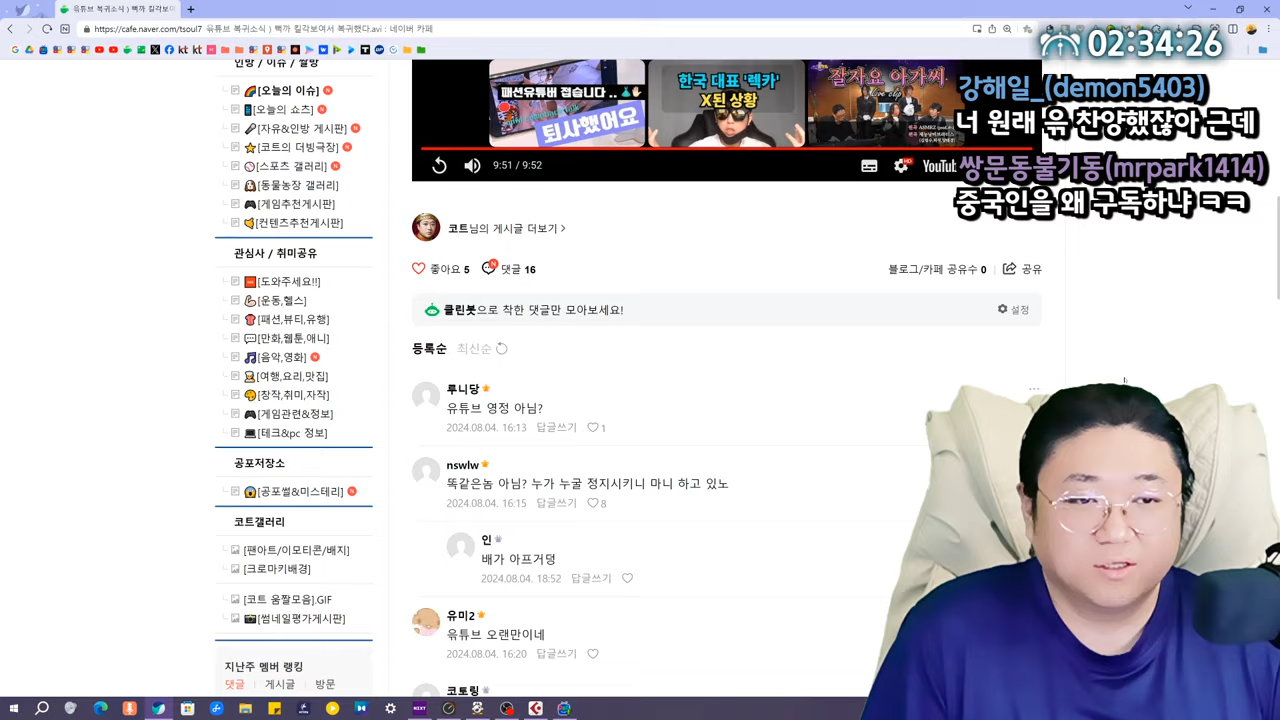 유튜브 복귀소식 ) 뻑까 킬각보여서 복귀했다.avi : 네이버 카페
https://cafe.naver.com/tsoul7 유튜브 복귀소식 ) 뻑까 킬각보여서 복귀했다.avi : 네이버 카페
02:34:26
강해일_(demon5403)
너 원래 윾 찬양했잖아 근데
쌍문동불기동(mrpark1414)
중국인을 왜 구독하냐 ㅋㅋ
인방 / 이슈 / 썰방
[오늘의 이슈]
[오늘의 쇼츠]
[자유&인방 게시판]
[코트의 더빙극장]
[스포츠 갤러리]
[동물농장 갤러리]
[게임추천게시판]
[컨텐츠추천게시판]
관심사 / 취미공유
[도와주세요!!]
[운동,헬스]
[패션,뷰티,유행]
[만화,웹툰,애니]
[음악,영화]
[여행,요리,맛집]
[창작,취미,자작]
[게임관련&정보]
[테크&pc 정보]
공포저장소
[공포썰&미스테리]
코트갤러리
[팬아트/이모티콘/배지]
[크로마키배경]
[코트 움짤모음].GIF
[썸네일평가게시판]
지난주 멤버 랭킹
댓글 게시글 방문
패션유튜버 접습니다 ..
퇴사했어요
한국 대표 '렉카'
X된 상황
잘자요 아가씨
Live clip
9:51 / 9:52
HD
YouTube
코트님의 게시글 더보기 >
좋아요 5 댓글 16
블로그/카페 공유수 0 공유
클린봇으로 착한 댓글만 모아보세요!
설정
등록순 최신순
루니당
유튜브 영정 아님?
2024.08.04. 16:13 답글쓰기 1
nswlw
똑같은놈 아님? 누가 누굴 정지시키니 마니 하고 있노
2024.08.04. 16:15 답글쓰기 8
인
배가 아프거덩
2024.08.04. 18:52 답글쓰기
유미2
윾튜브 오랜만이네
2024.08.04. 16:20 답글쓰기
코토링